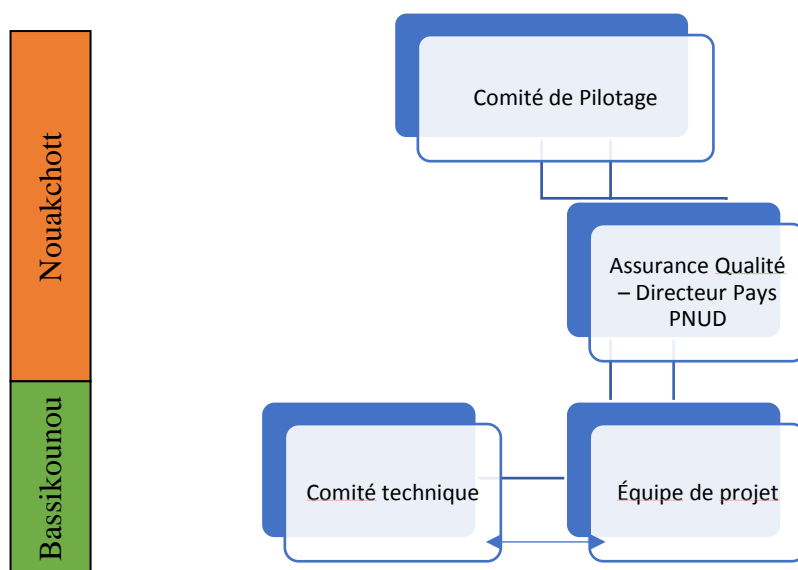 Nouakchott
Bassikounou
Comité de Pilotage
Assurance Qualité
– Directeur Pays
PNUD
Comité technique
Équipe de projet